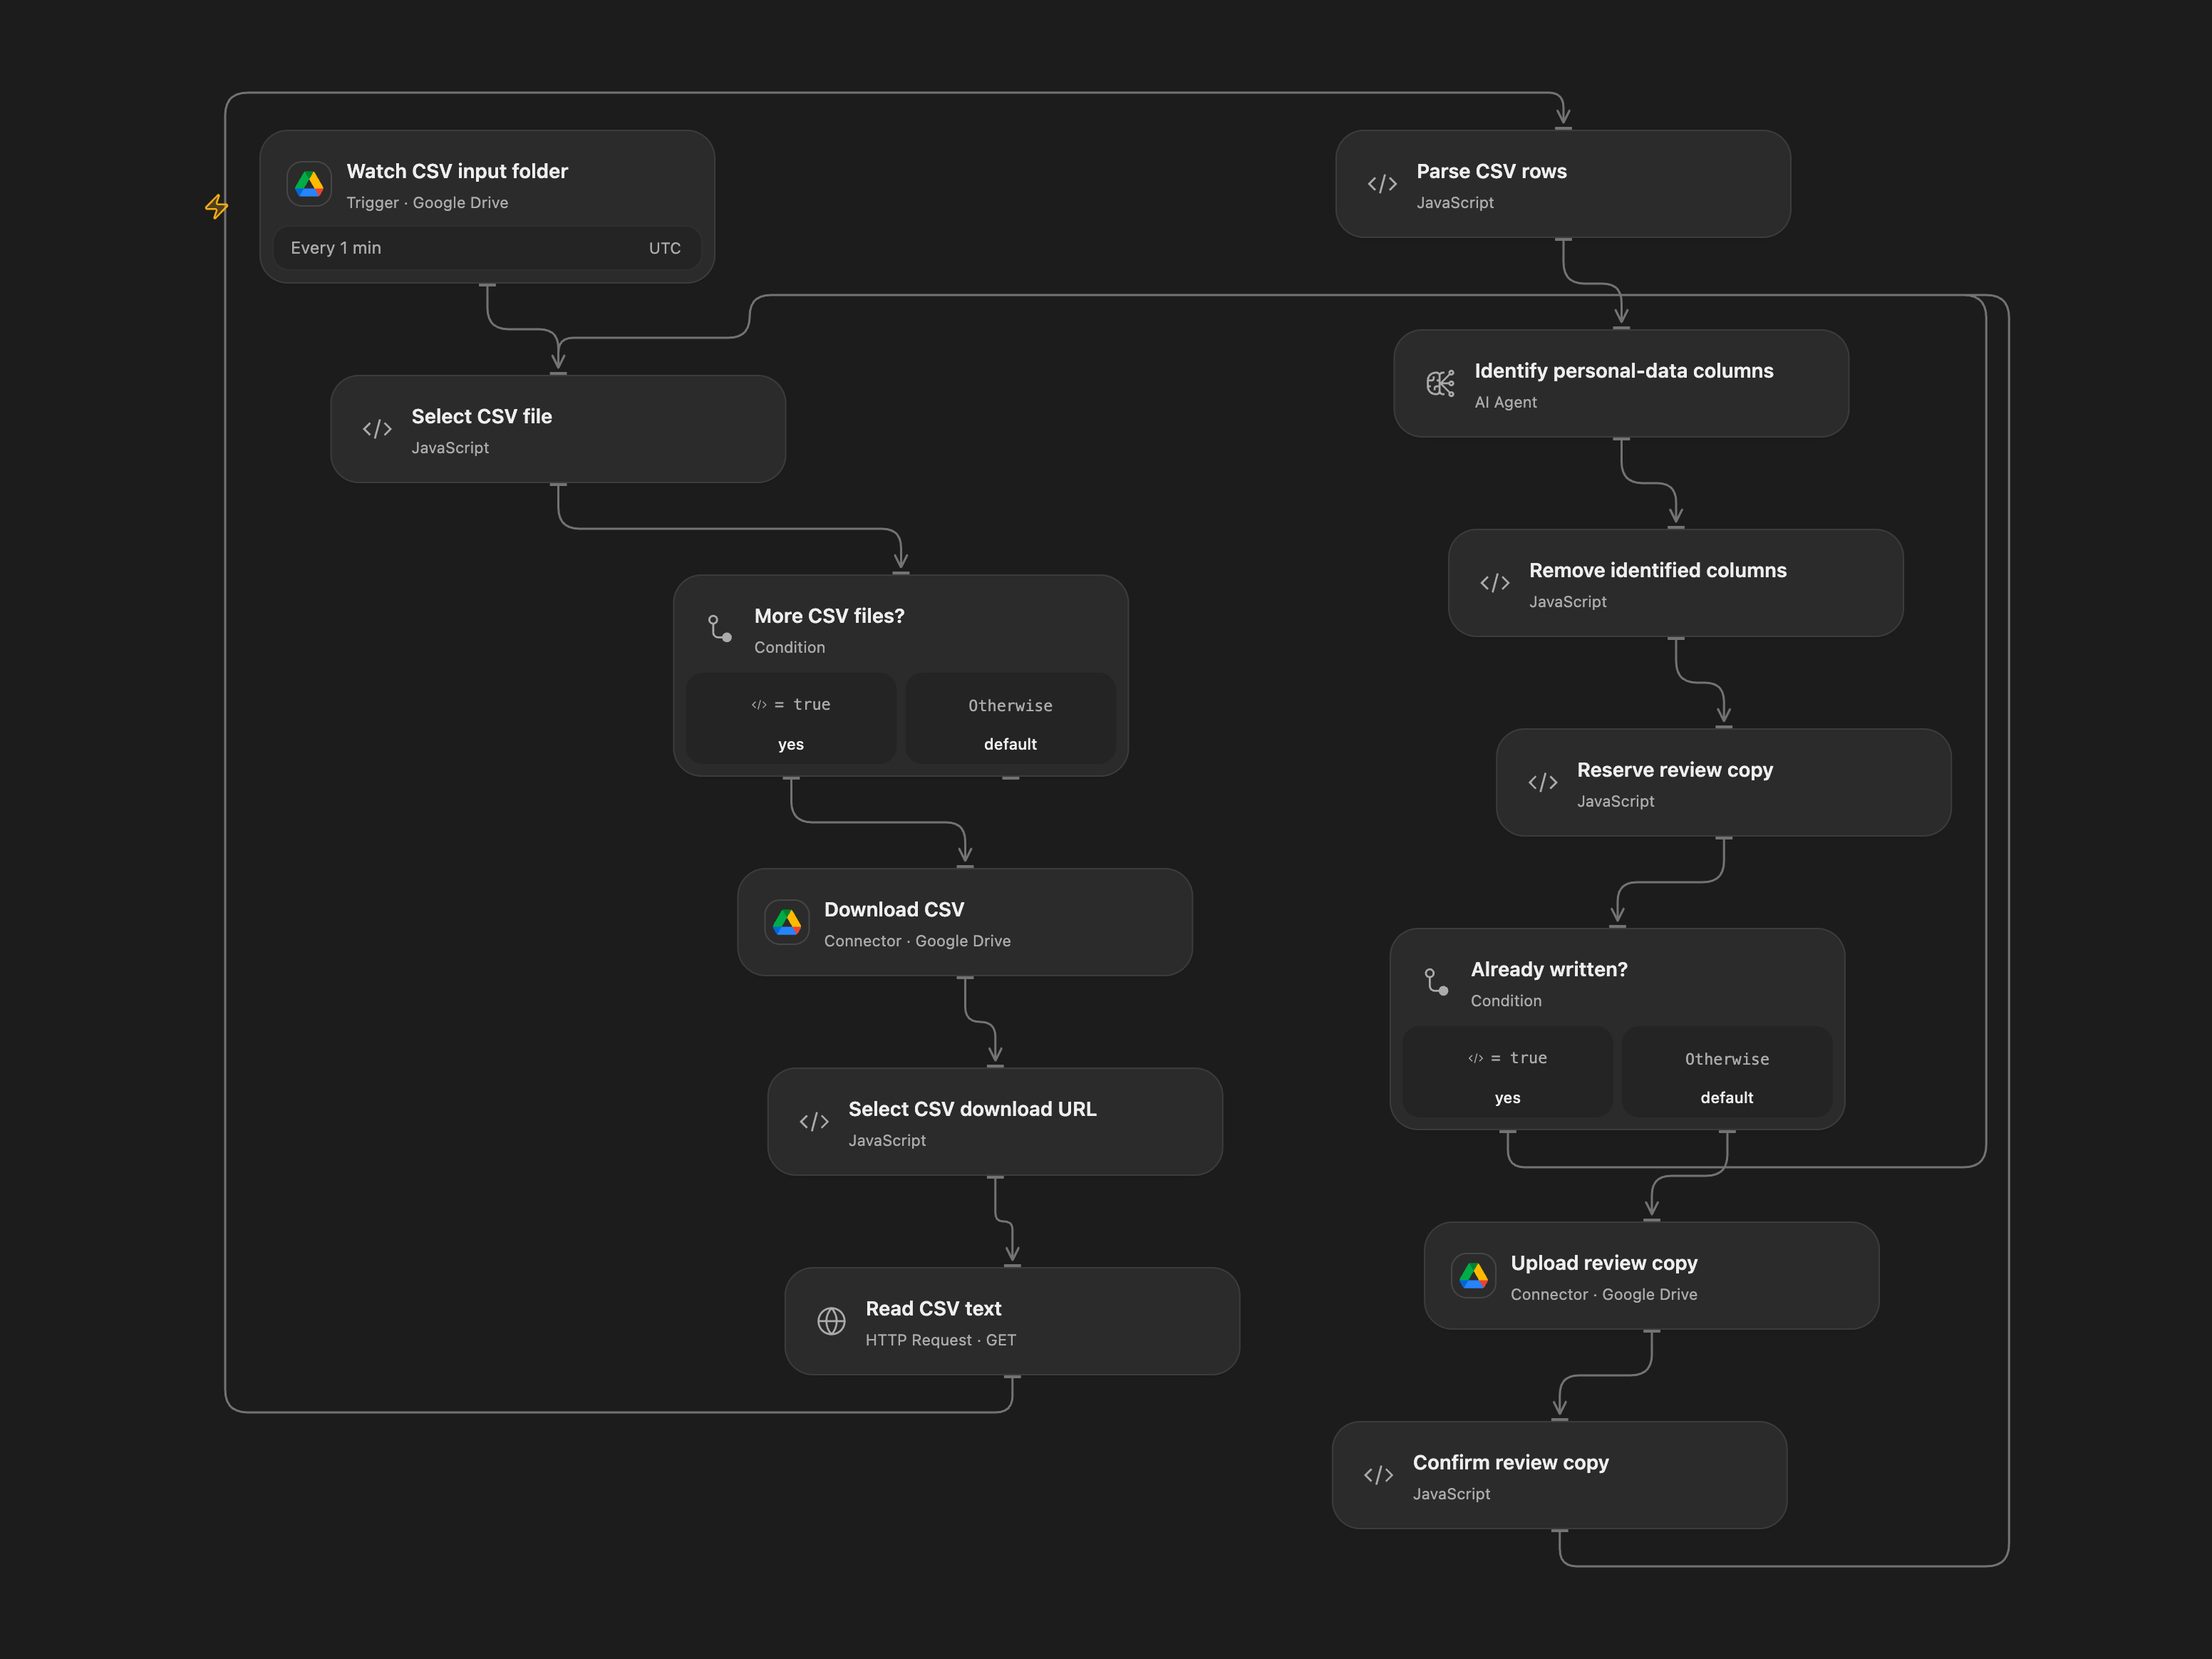 Watch CSV input folder
Trigger · Google Drive
Every 1 min
UTC
Select CSV file
JavaScript
More CSV files?
Condition
</> = true
yes
Otherwise
default
Download CSV
Connector · Google Drive
Select CSV download URL
JavaScript
Read CSV text
HTTP Request · GET
Parse CSV rows
JavaScript
Identify personal-data columns
AI Agent
Remove identified columns
JavaScript
Reserve review copy
JavaScript
Already written?
Condition
</> = true
yes
Otherwise
default
Upload review copy
Connector · Google Drive
Confirm review copy
JavaScript